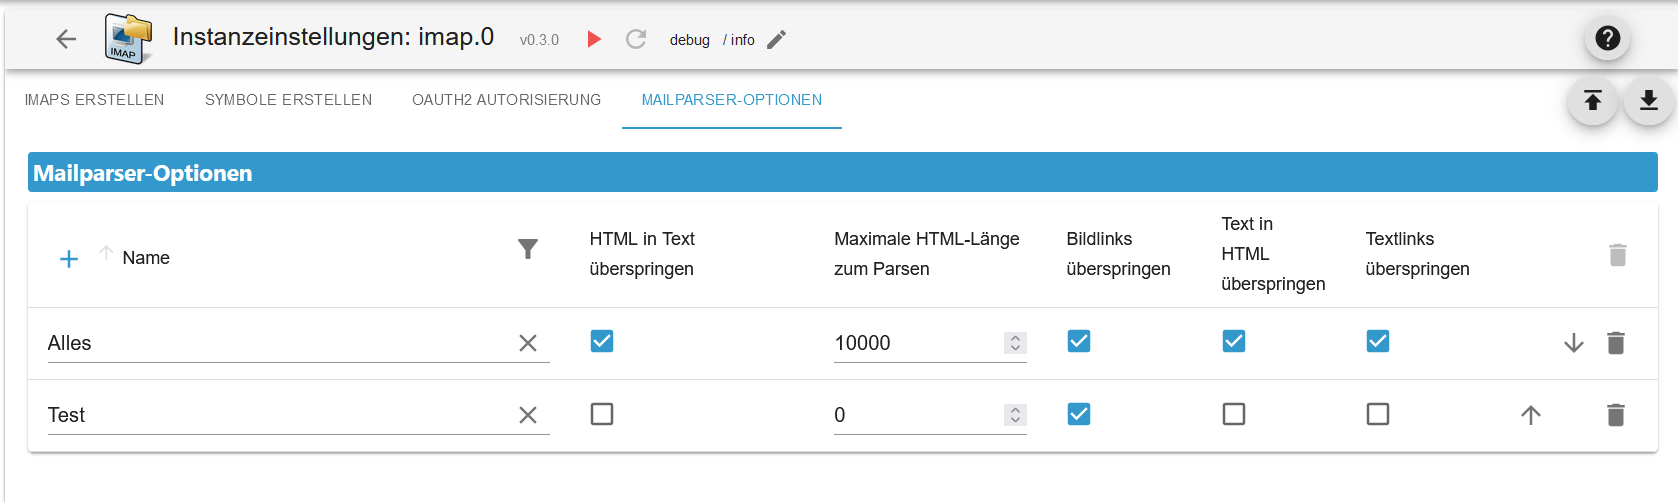 IMAP
Instanzeinstellungen: imap.0 v0.3.0 debug / info
IMAPS ERSTELLEN SYMBOLE ERSTELLEN OAUTH2 AUTORISIERUNG MAILPARSER-OPTIONEN
Mailparser-Optionen
Name
HTML in Text
überspringen
Maximale HTML-Länge
zum Parsen
Bildlinks
überspringen
Text in
HTML
überspringen
Textlinks
überspringen
Alles 10000
Test 0